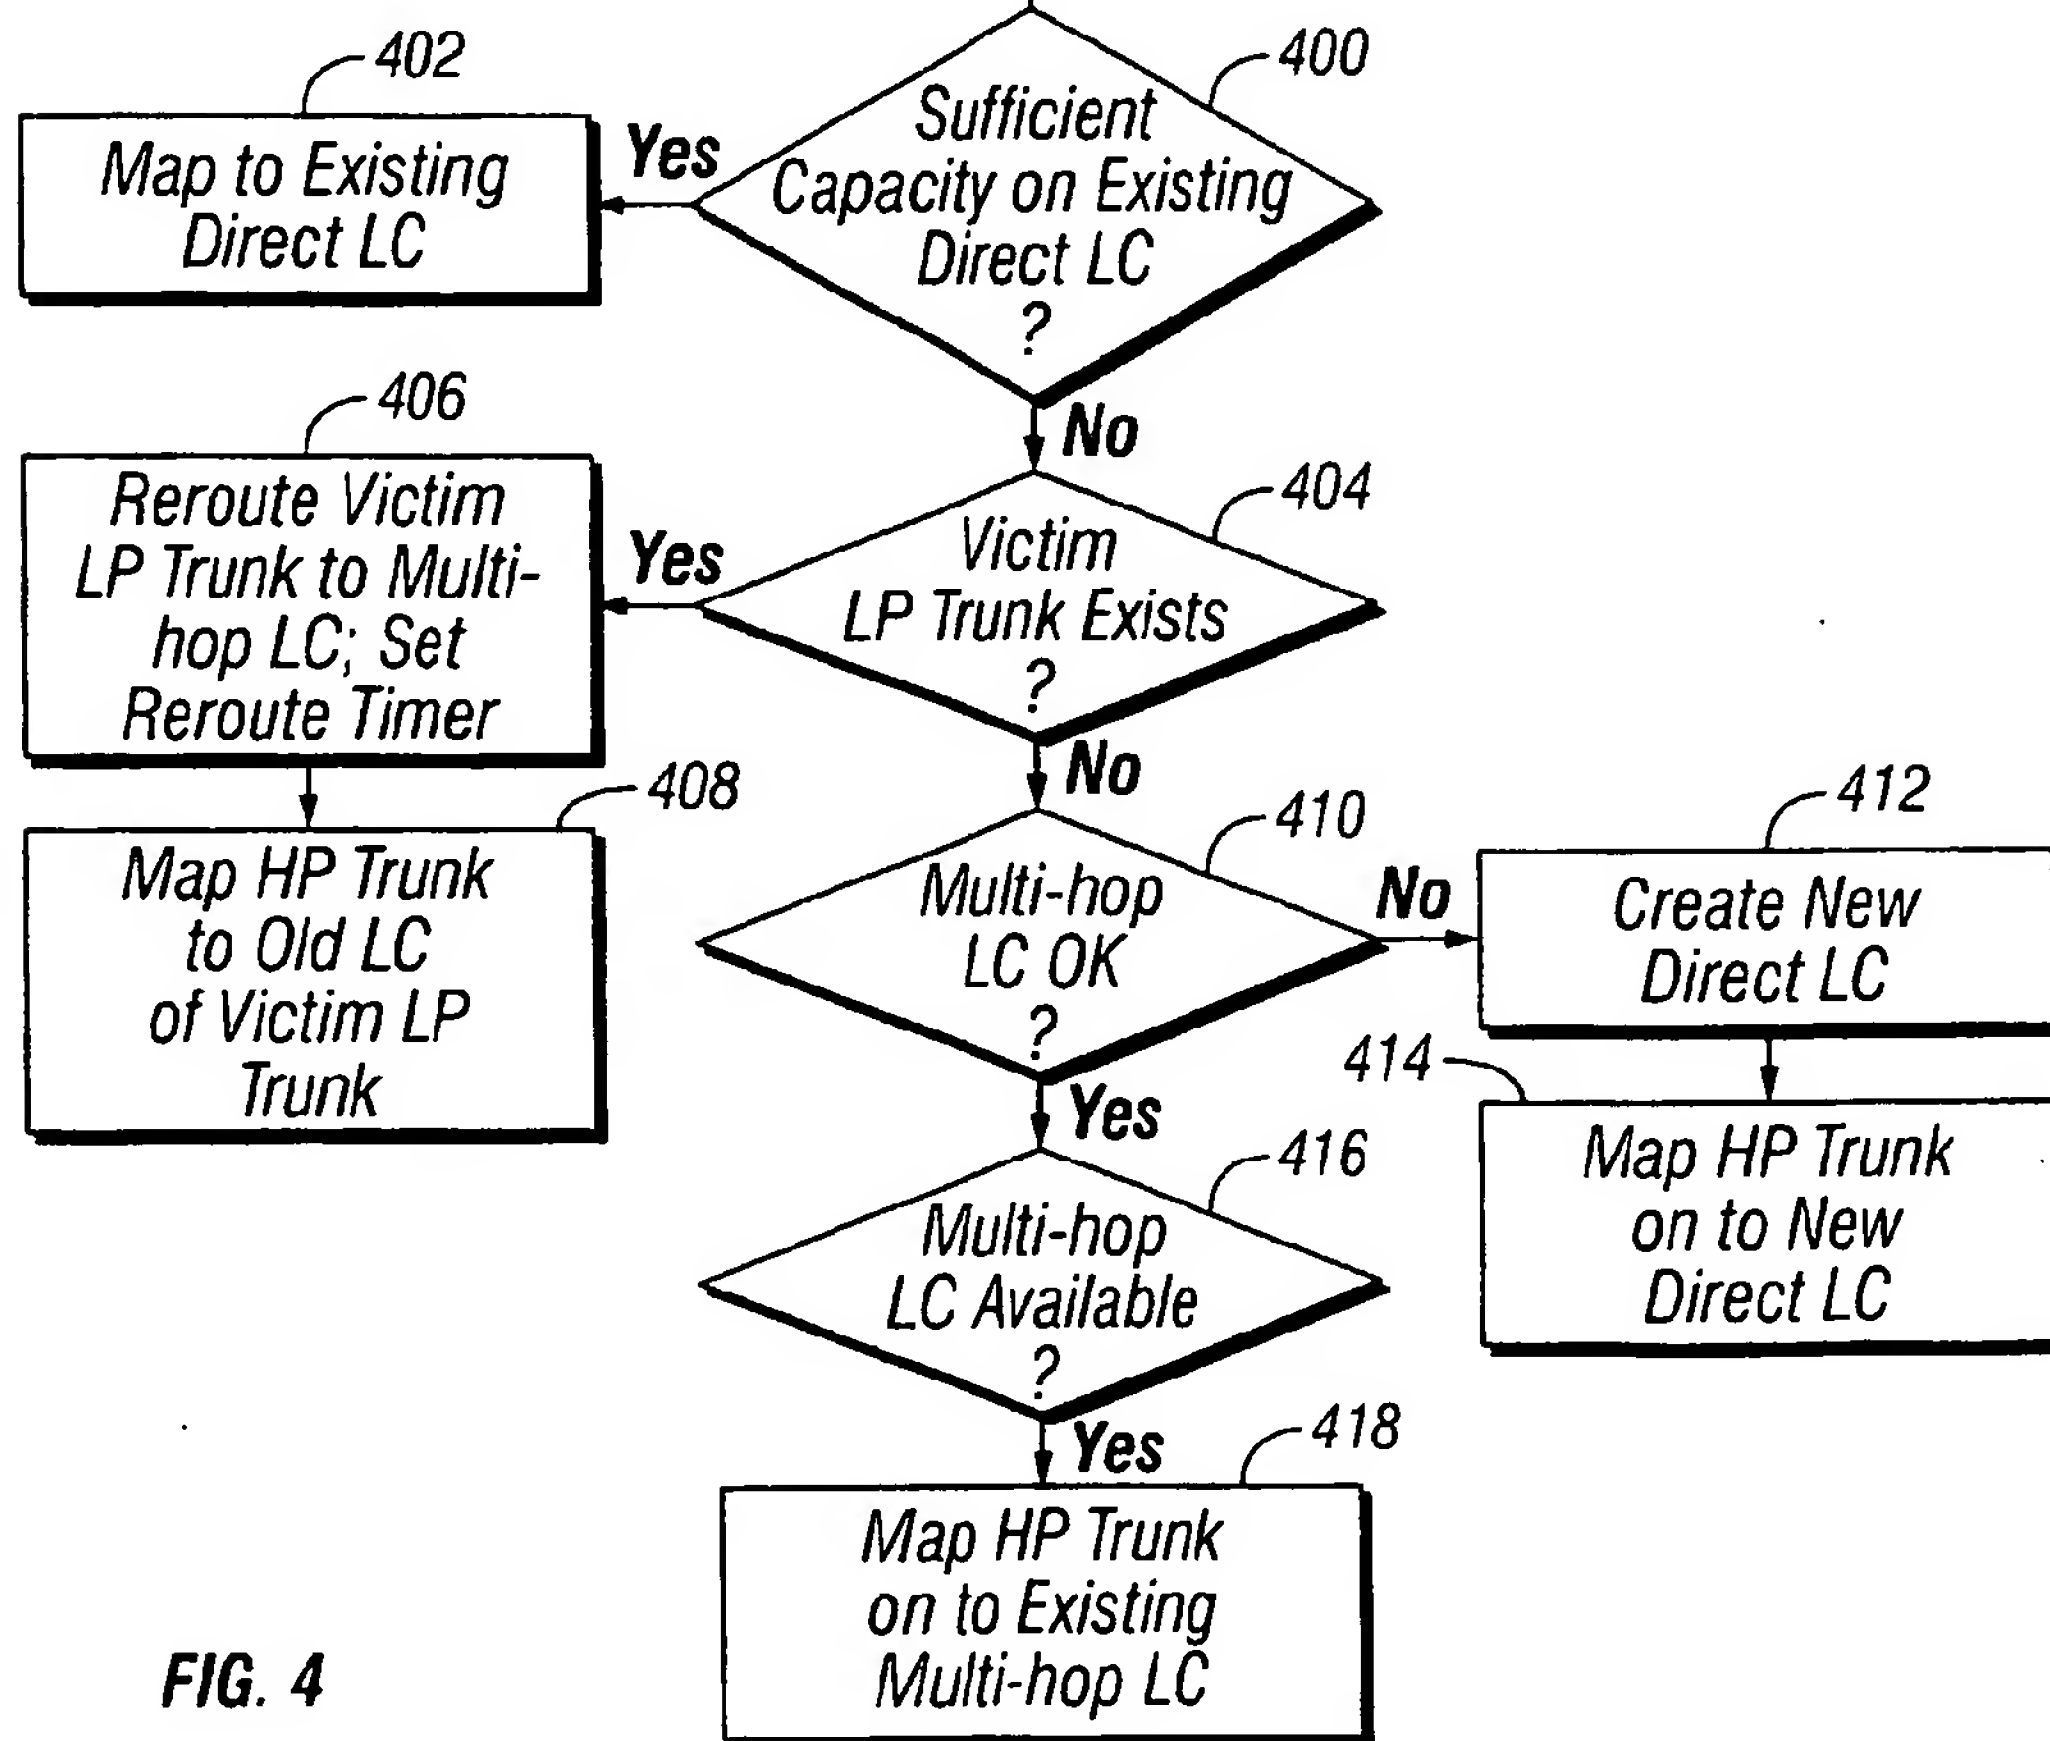 402
400
Sufficient
Capacity on Existing
Direct LC
?
Yes
Map to Existing
Direct LC
No
406
404
Victim
LP Trunk Exists
?
Yes
Reroute Victim
LP Trunk to Multi-
hop LC; Set
Reroute Timer
No
408
Map HP Trunk
to Old LC
of Victim LP
Trunk
410
Multi-hop
LC OK
?
No
412
Create New
Direct LC
414
Map HP Trunk
on to New
Direct LC
Yes
416
Multi-hop
LC Available
?
Yes
418
Map HP Trunk
on to Existing
Multi-hop LC
FIG. 4